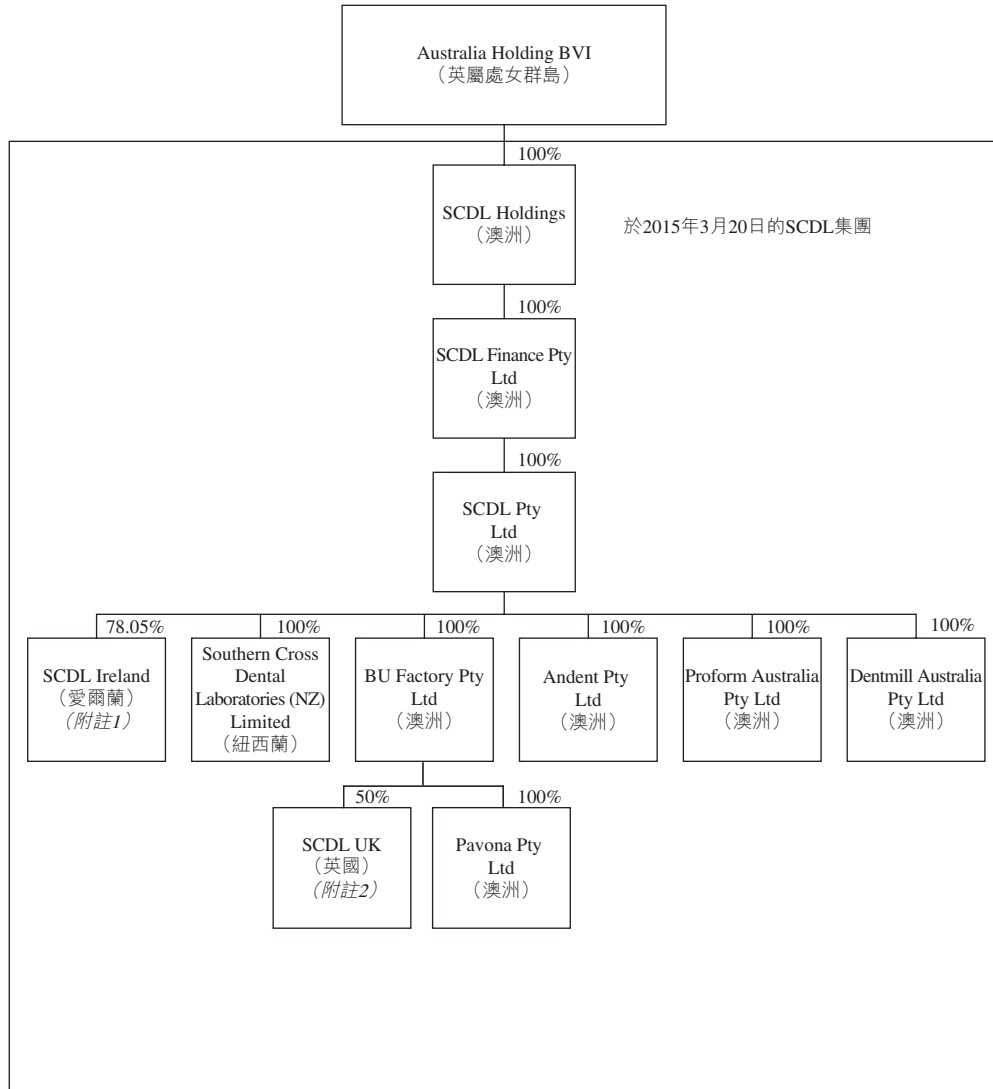 Australia Holding BVI
（英屬處女群島）
100%
SCDL Holdings
（澳洲）
於2015年3月20日的SCDL集團
100%
SCDL Finance Pty
Ltd
（澳洲）
100%
SCDL Pty
Ltd
（澳洲）
78.05%
SCDL Ireland
（愛爾蘭）
（附註1）
100%
Southern Cross
Dental
Laboratories (NZ)
Limited
（紐西蘭）
100%
BU Factory Pty
Ltd
（澳洲）
100%
Andent Pty
Ltd
（澳洲）
100%
Proform Australia
Pty Ltd
（澳洲）
100%
Dentmill Australia
Pty Ltd
（澳洲）
50%
SCDL UK
（英國）
（附註2）
100%
Pavona Pty
Ltd
（澳洲）